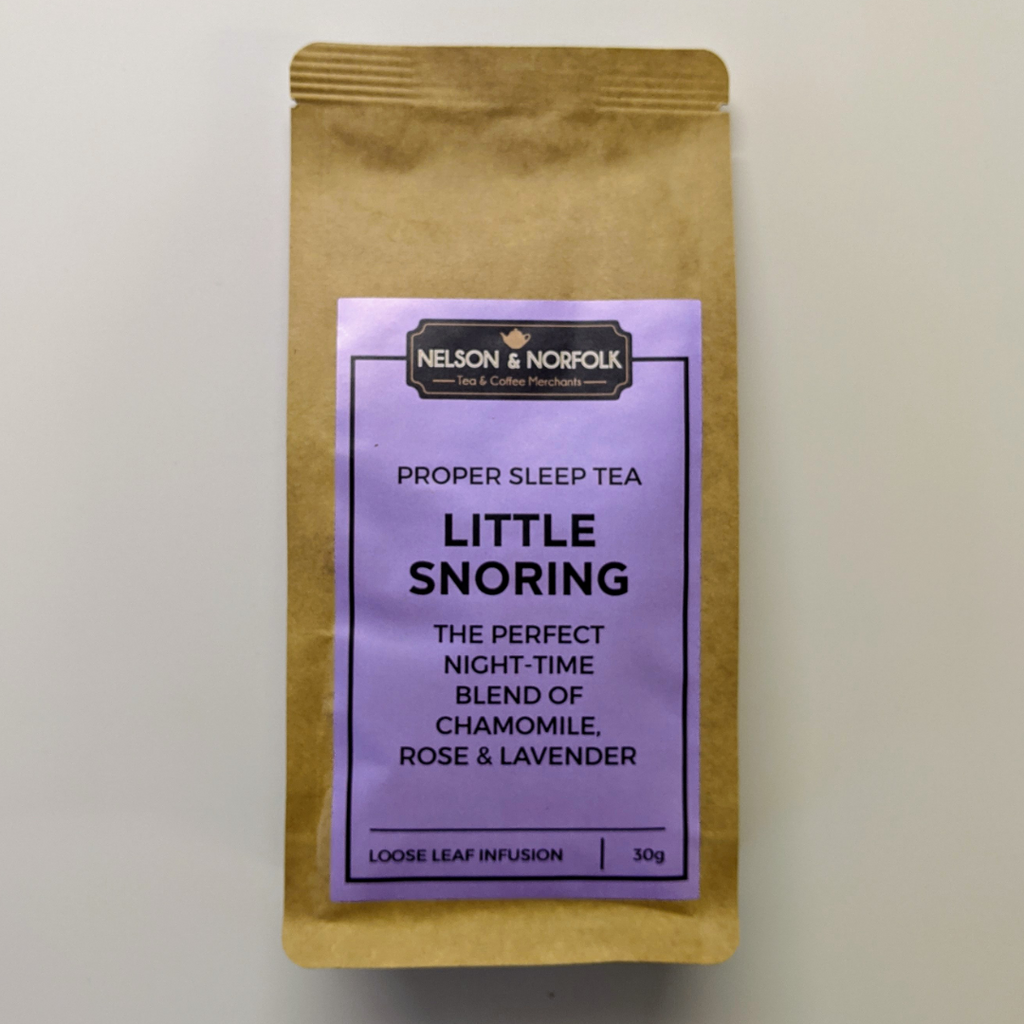 NELSON & NORFOLK
Tea & Coffee Merchants
PROPER SLEEP TEA
LITTLE
SNORING
THE PERFECT
NIGHT-TIME
BLEND OF
CHAMOMILE,
ROSE & LAVENDER
LOOSE LEAF INFUSION | 30g